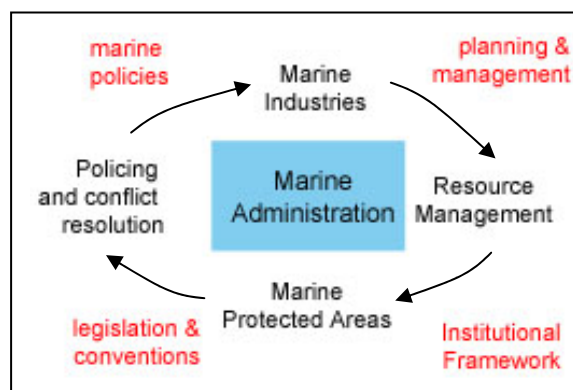 marine
policies
planning &
management
Marine
Industries
Policing
and conflict
resolution
Marine
Administration
Resource
Management
Marine
Protected Areas
legislation &
conventions
Institutional
Framework